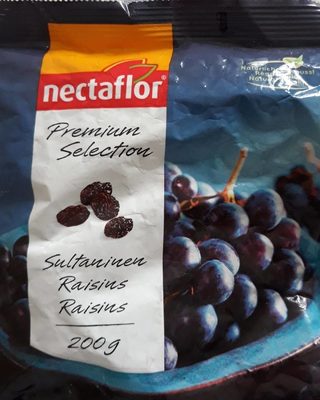 nectaflor
Premium
Selection
Sultaninen
Raisins
Raisins
200g